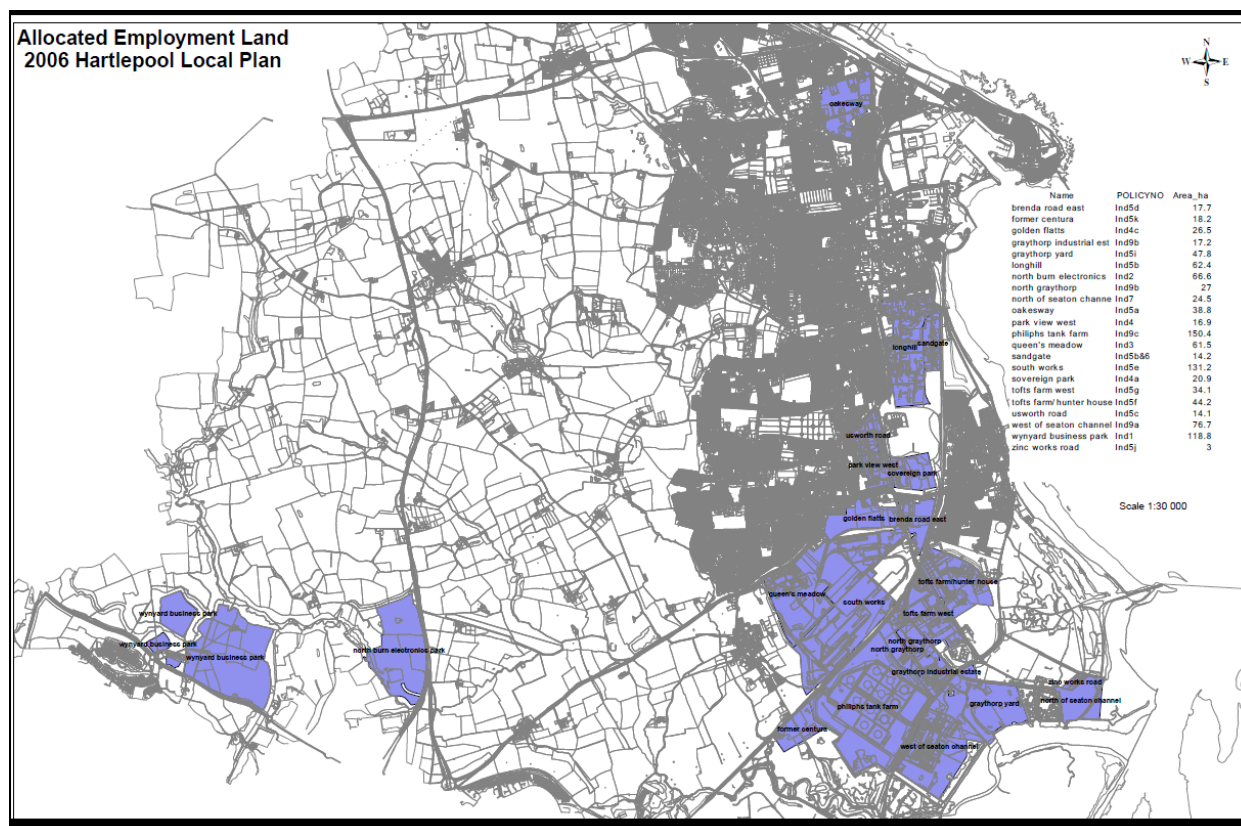 Allocated Employment Land
2006 Hartlepool Local Plan
N
W E
S
oakesway
Name POLICYNO Area_ha
brenda road east Ind5d 17.7
former centura Ind5k 18.2
golden flatts Ind4c 26.5
graythorp industrial est Ind9b 17.2
graythorp yard Ind5i 47.8
longhill Ind5b 62.4
north burn electronics Ind2 66.6
north graythorp Ind9b 27
north of seaton channe Ind7 24.5
oakesway Ind5a 38.8
park view west Ind4 16.9
philiphs tank farm Ind9c 150.4
queen's meadow Ind3 61.5
sandgate Ind5b&6 14.2
south works Ind5e 131.2
sovereign park Ind4a 20.9
tofts farm west Ind5g 34.1
tofts farm/ hunter house Ind5f 44.2
usworth road Ind5c 14.1
west of seaton channel Ind9a 76.7
wynyard business park Ind1 118.8
zinc works road Ind5j 3
longhill
sandgate
usworth road
park view west
sovereign park
Scale 1:30 000
golden flatts
brenda road east
tofts farm/hunter house
queen's meadow
south works
wynyard business park
tofts farm west
north graythorp
wynyard business park
north burn electronics park
north graythorp
wynyard business park
graythorp industrial estate
zinc works road
north of seaton channel
graythorp yard
philiphs tank farm
former centure
west of seaton channel